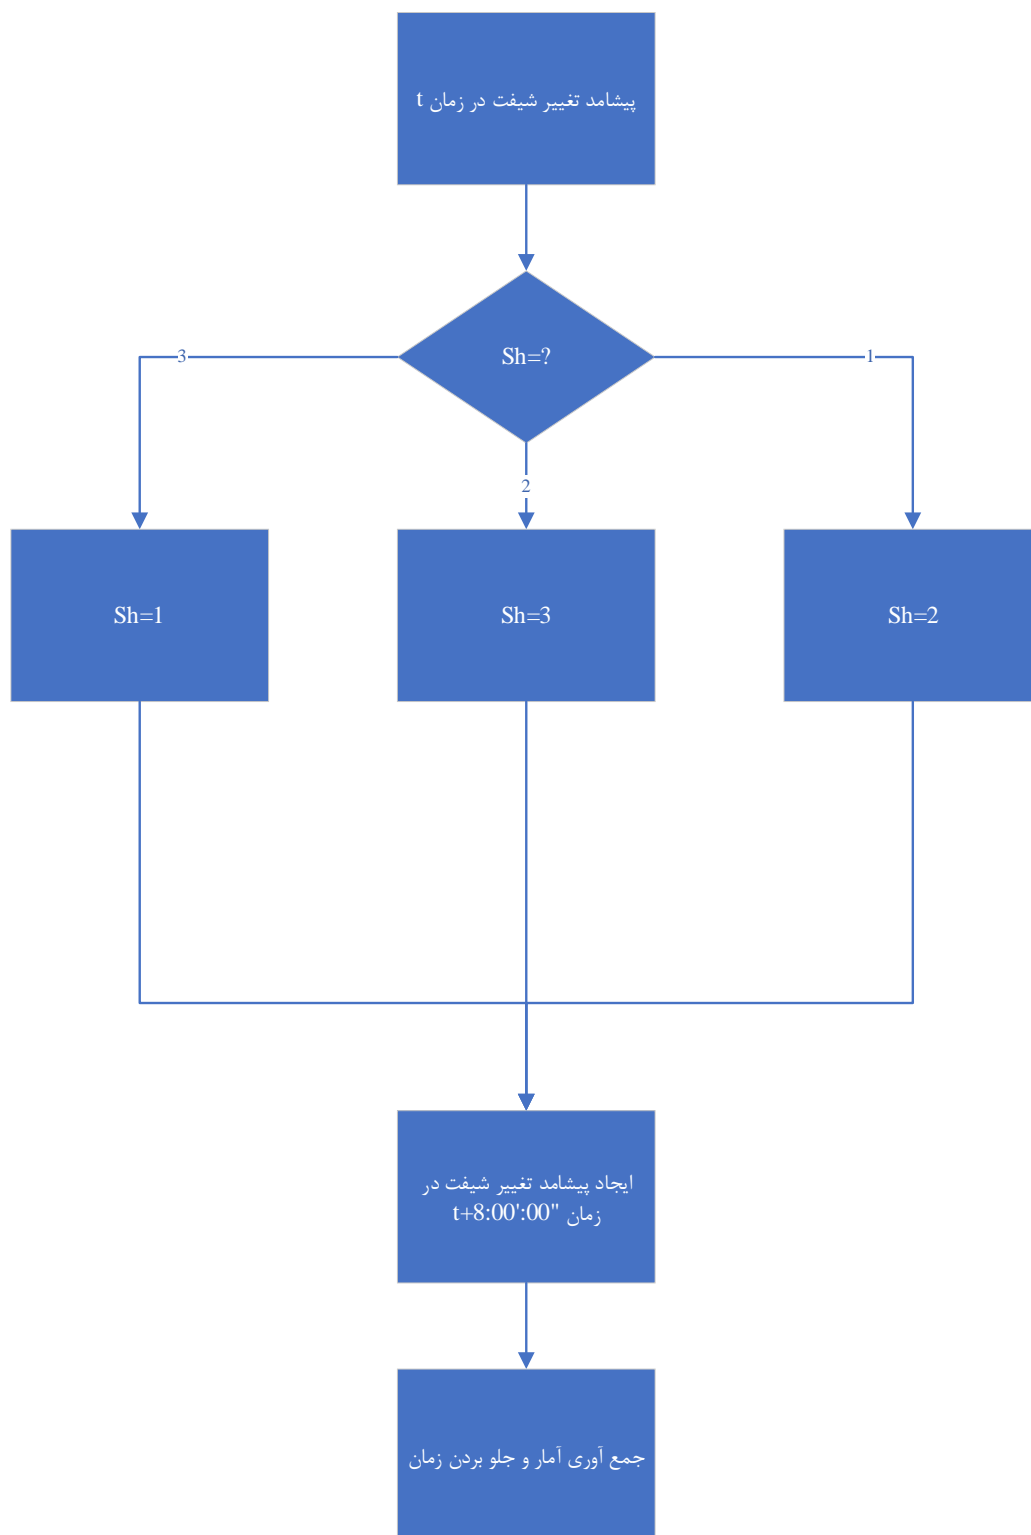 پیشامد تغییر شیفت در زمان t
Sh=?
3
1
2
Sh=1
Sh=3
Sh=2
ایجاد پیشامد تغییر شیفت در
زمان t+8:00':00"
جمع آوری آمار و جلو بردن زمان